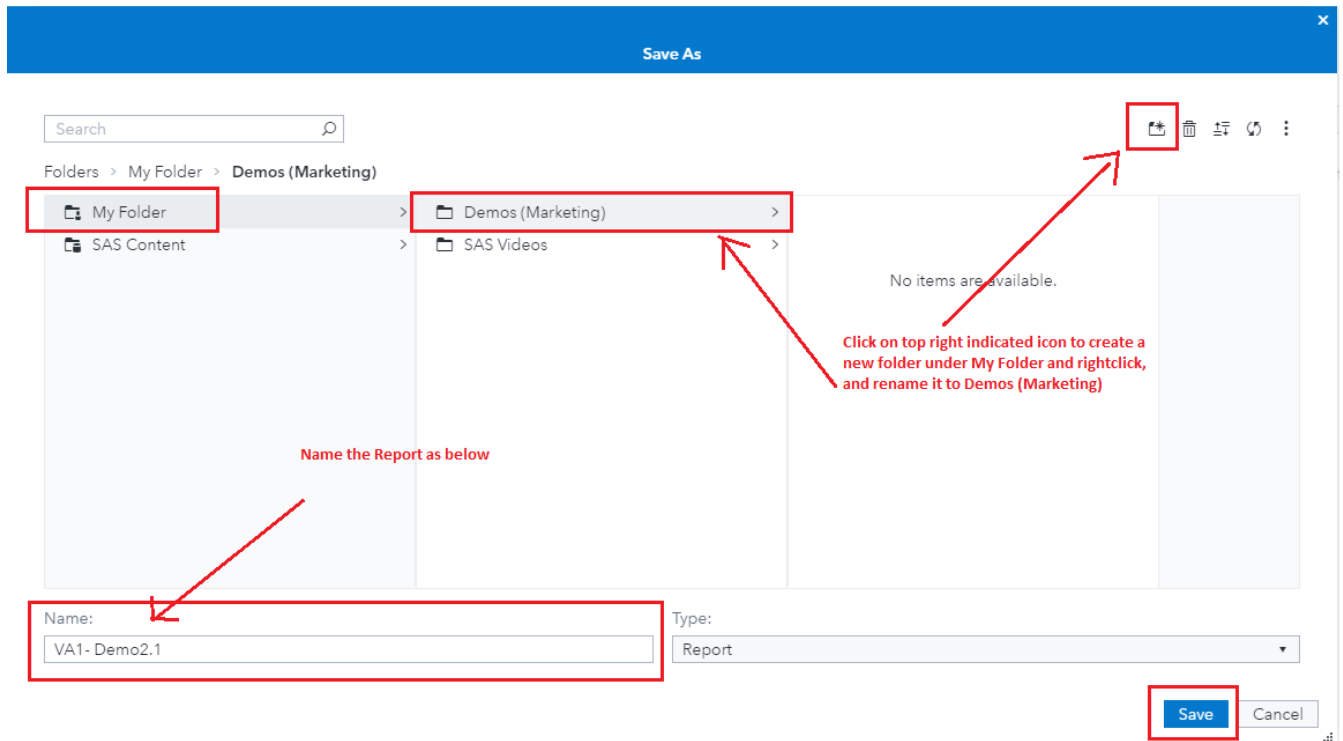 Save As
Search
Folders > My Folder > Demos (Marketing)
My Folder
Demos (Marketing)
SAS Content
SAS Videos
No items are available.
Click on top right indicated icon to create a
new folder under My Folder and rightclick,
and rename it to Demos (Marketing)
Name the Report as below
Name:
VA1- Demo2.1
Type:
Report
Save
Cancel